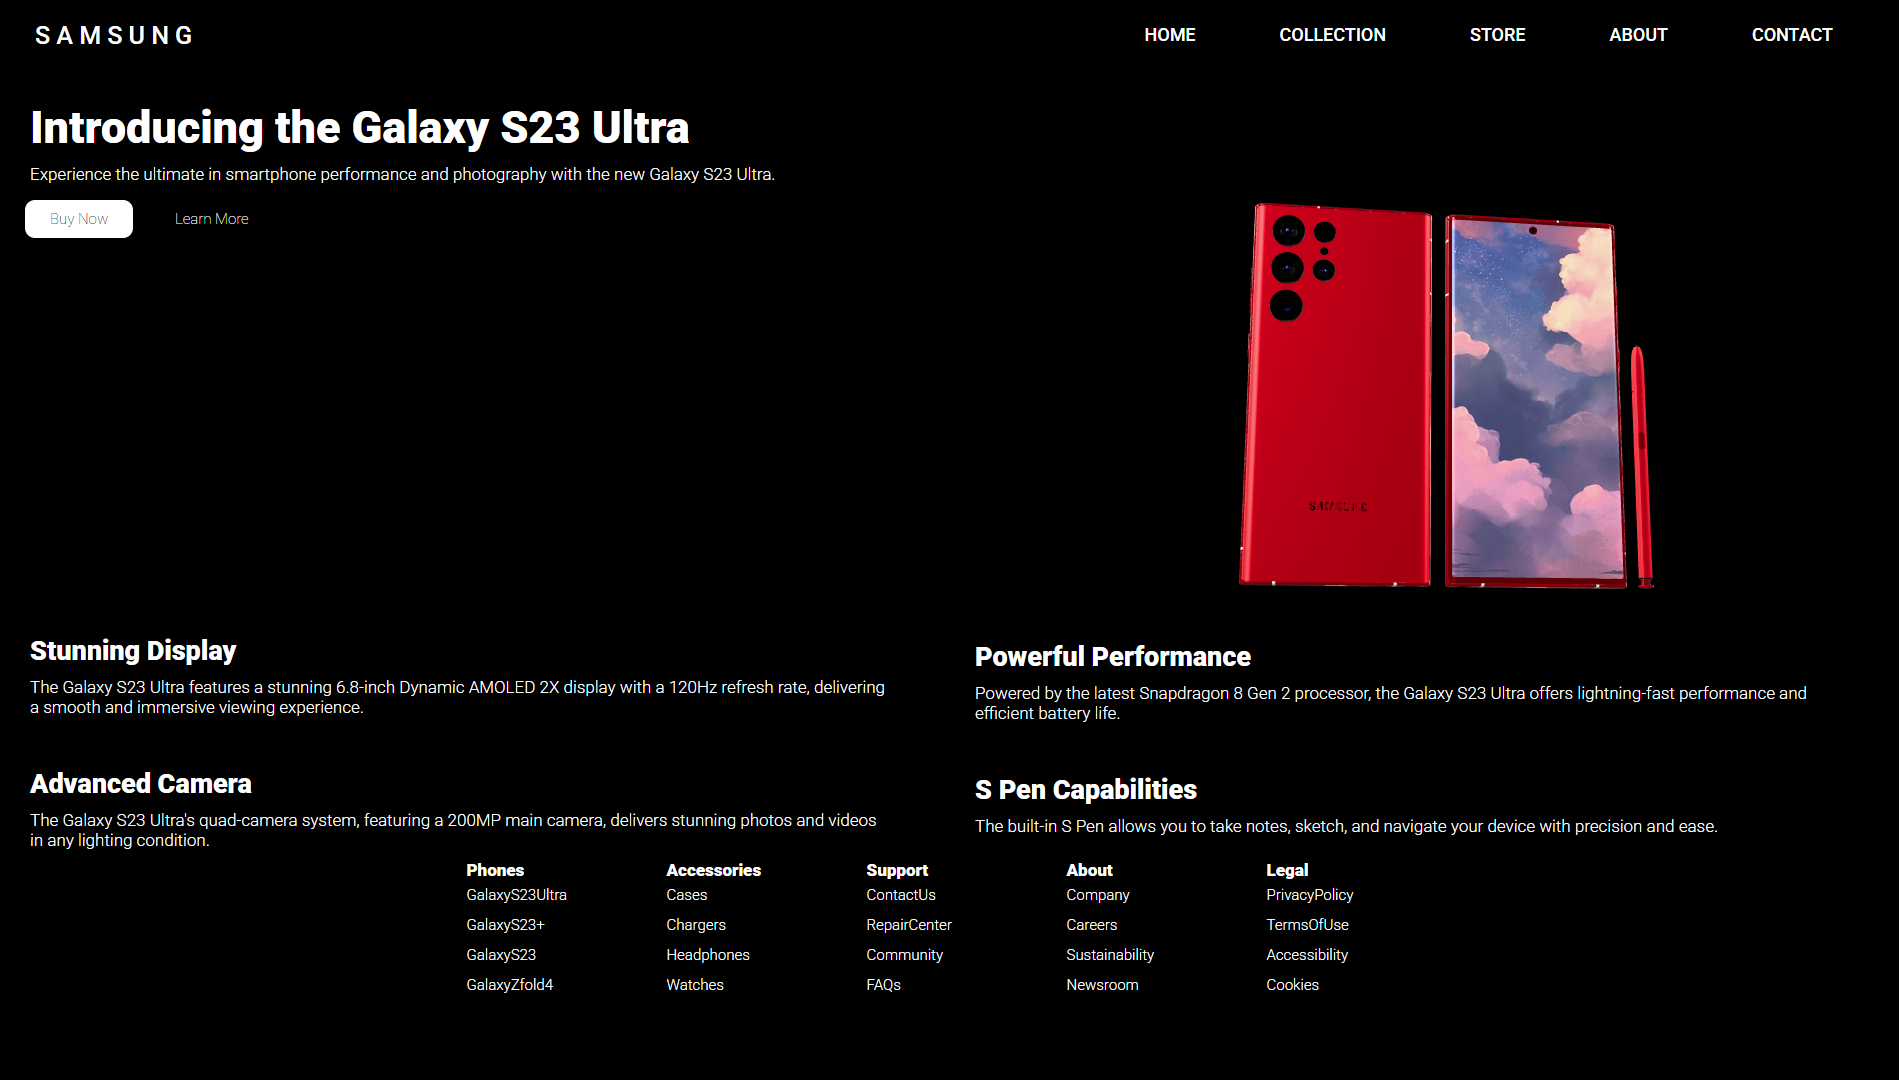 SAMSUNG
HOME COLLECTION STORE ABOUT CONTACT
Introducing the Galaxy S23 Ultra
Experience the ultimate in smartphone performance and photography with the new Galaxy S23 Ultra.
Buy Now Learn More
SAMSUNG
Stunning Display
The Galaxy S23 Ultra features a stunning 6.8-inch Dynamic AMOLED 2X display with a 120Hz refresh rate, delivering
a smooth and immersive viewing experience.
Powerful Performance
Powered by the latest Snapdragon 8 Gen 2 processor, the Galaxy S23 Ultra offers lightning-fast performance and
efficient battery life.
Advanced Camera
The Galaxy S23 Ultra's quad-camera system, featuring a 200MP main camera, delivers stunning photos and videos
in any lighting condition.
S Pen Capabilities
The built-in S Pen allows you to take notes, sketch, and navigate your device with precision and ease.
Phones
GalaxyS23Ultra
GalaxyS23+
GalaxyS23
GalaxyZfold4
Accessories
Cases
Chargers
Headphones
Watches
Support
ContactUs
RepairCenter
Community
FAQs
About
Company
Careers
Sustainability
Newsroom
Legal
PrivacyPolicy
TermsOfUse
Accessibility
Cookies